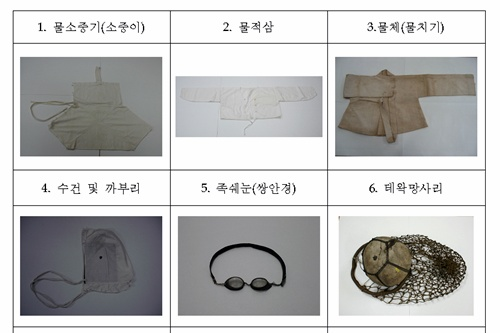 1. 물소중기(소중이)
2. 물적삼
3.물체(물치기)
4. 수건 및 까부리
5. 족쉐눈(쌍안경)
6. 테왁망사리